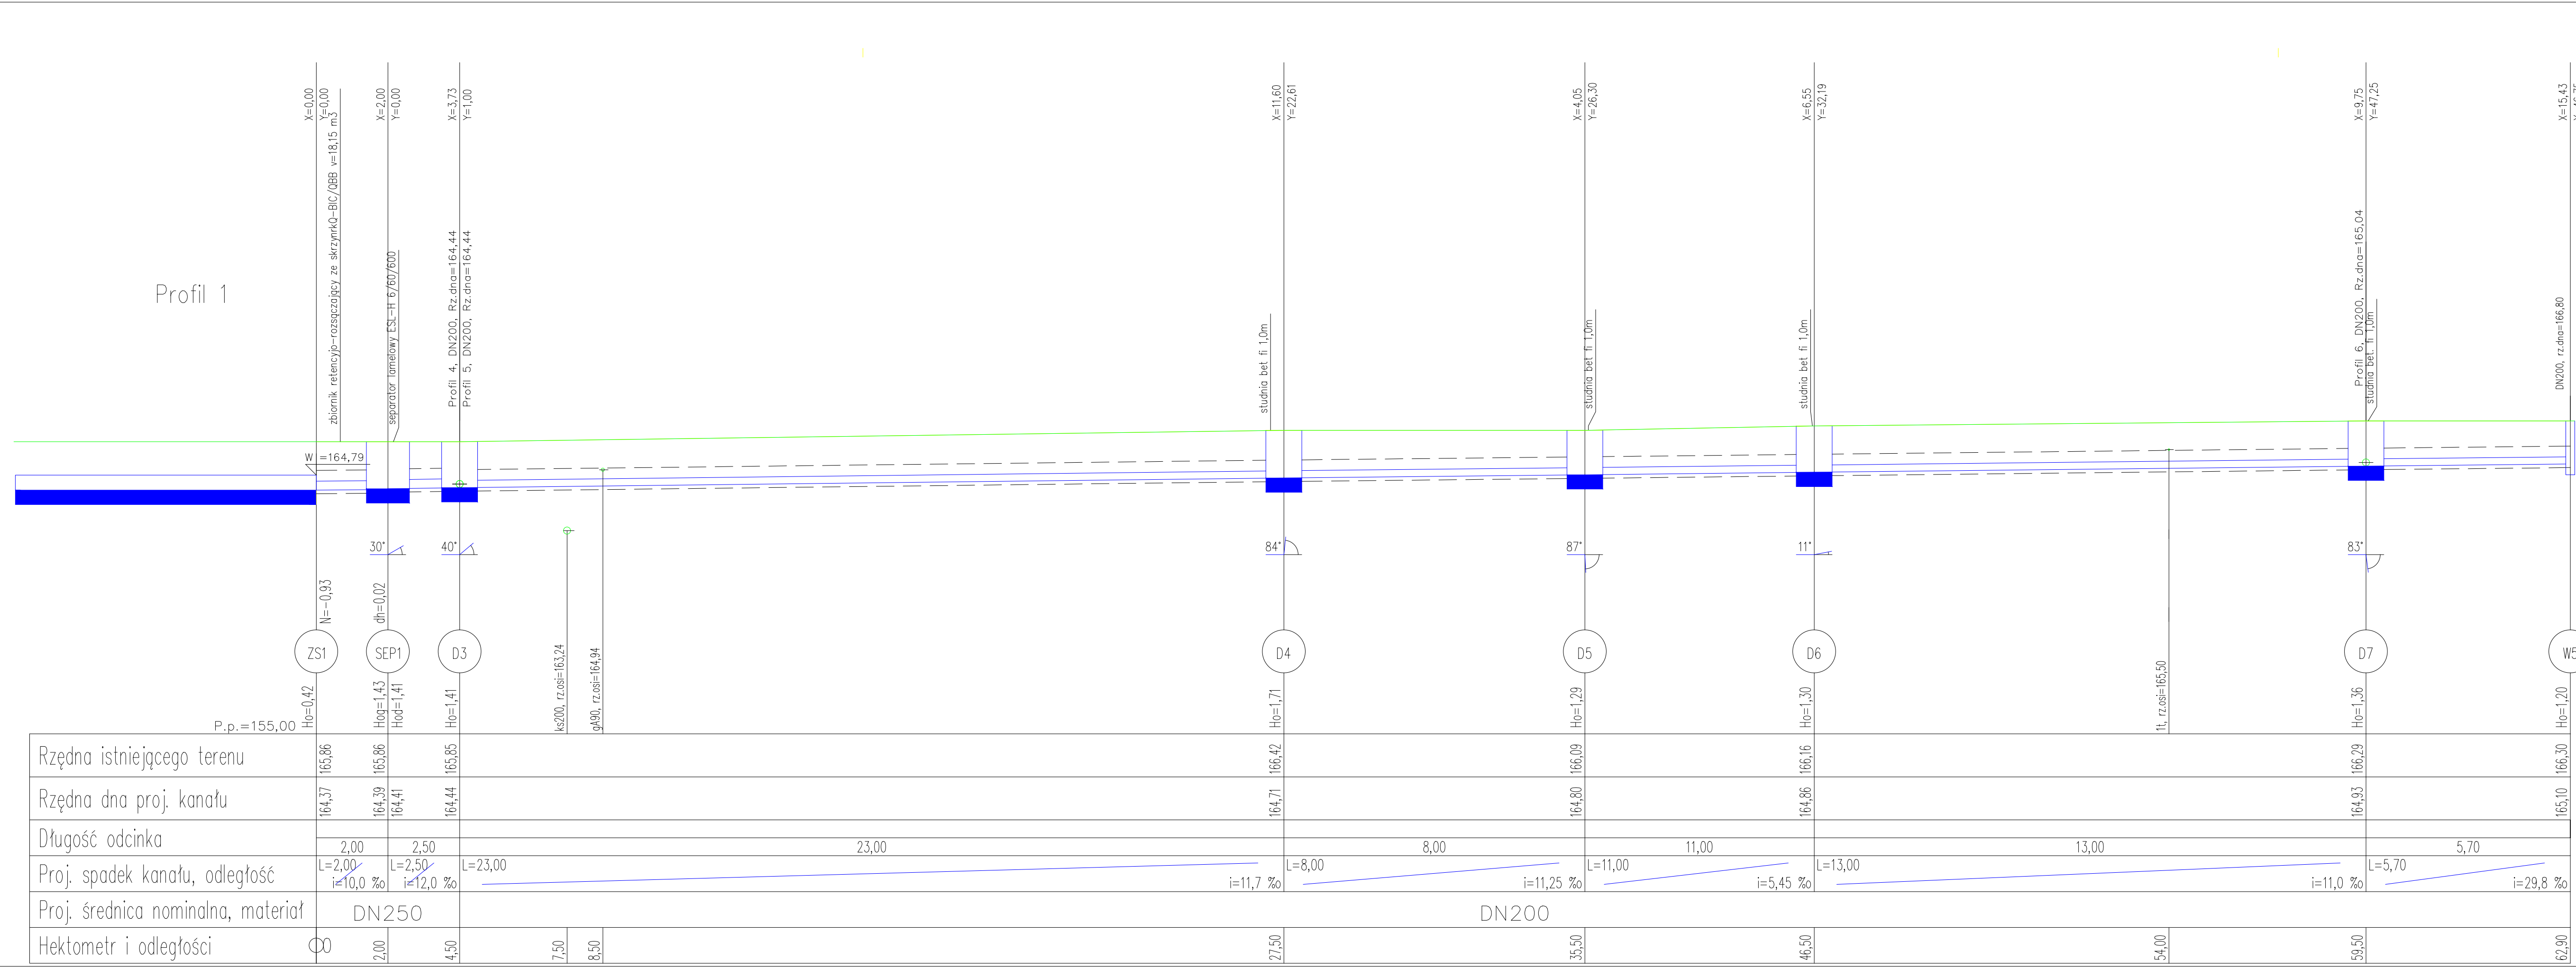 X=0,00
Y=0,00
X=2,00
Y=0,00
X=3,73
Y=1,00
X=11,60
Y=22,61
X=4,05
Y=26,30
X=6,55
Y=32,19
X=9,75
Y=47,25
X=15,43
zbiornik retencyjo-rozsączający ze skrzynrkQ-BIC/QBB v=18,15 m3
separator lamelowy ESL-H 6/60/600
Profil 4, DN200, Rz.dna=164,44
Profil 5, DN200, Rz.dna=164,44
studnia bet fi 1,0m
studnia bet fi 1,0m
studnia bet fi 1,0m
Profil 6, DN200, Rz.dna=165,04
studnia bet. fi 1,0m
DN200, rz.dna=166,80
Profil 1
W =164,79
30°
40°
84°
87°
11°
83°
N=-0,93
dh=0,02
ZS1
SEP1
D3
D4
D5
D6
D7
W5
ks200, rz.osi=163,24
gA90, rz.osi=164,94
1t, rz.osi=165,50
P.p.=155,00
Ho=0,42
Hog=1,43
Hod=1,41
Ho=1,41
Ho=1,71
Ho=1,29
Ho=1,30
Ho=1,36
Ho=1,20
Rzędna istniejącego terenu
165,86 165,86 165,85 166,42 166,09 166,16 166,29 166,30
Rzędna dna proj. kanału
164,37 164,39 164,41 164,44 164,71 164,80 164,86 164,93 165,10
Długość odcinka
2,00 2,50 23,00 8,00 11,00 13,00 5,70
Proj. spadek kanału, odległość
L=2,00 L=2,50 L=23,00 L=8,00 L=11,00 L=13,00 L=5,70
i=10,0 ‰ i=12,0 ‰ i=11,7 ‰ i=11,25 ‰ i=5,45 ‰ i=11,0 ‰ i=29,8 ‰
Proj. średnica nominalna, materiał
DN250 DN200
Hektometr i odległości
2,00 4,50 7,50 8,50 27,50 35,50 46,50 54,00 59,50 62,90